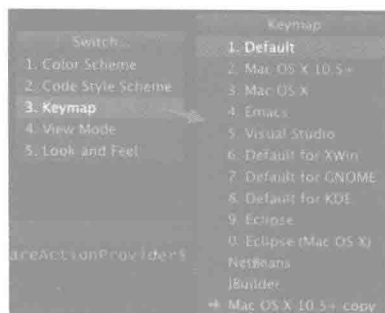 Switch...
1. Color Scheme
2. Code Style Scheme
3. Keymap
4. View Mode
5. Look and Feel
areActionProvider$
Keymap
1. Default
2. Mac OS X 10.5+
3. Mac OS X
4. Emacs
5. Visual Studio
6. Default for XWin
7. Default for GNOME
8. Default for KDE
9. Eclipse
0. Eclipse (Mac OS X)
NetBeans
JBuilder
Mac OS X 10.5+ copy